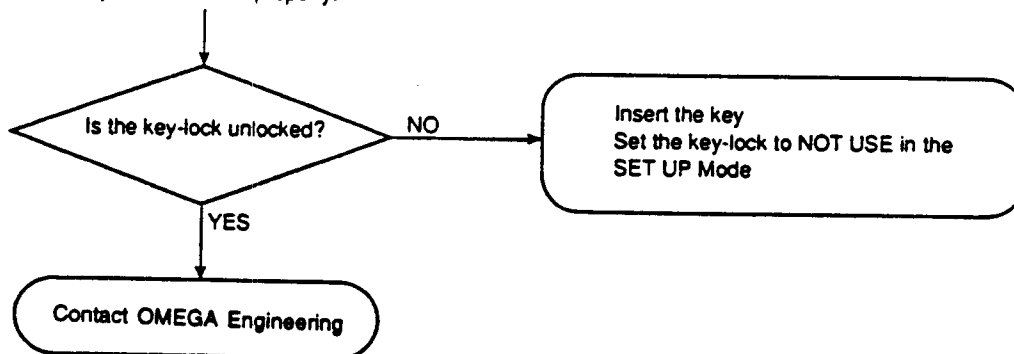 Is the key-lock unlocked?
NO
Insert the key
Set the key-lock to NOT USE in the
SET UP Mode
YES
Contact OMEGA Engineering